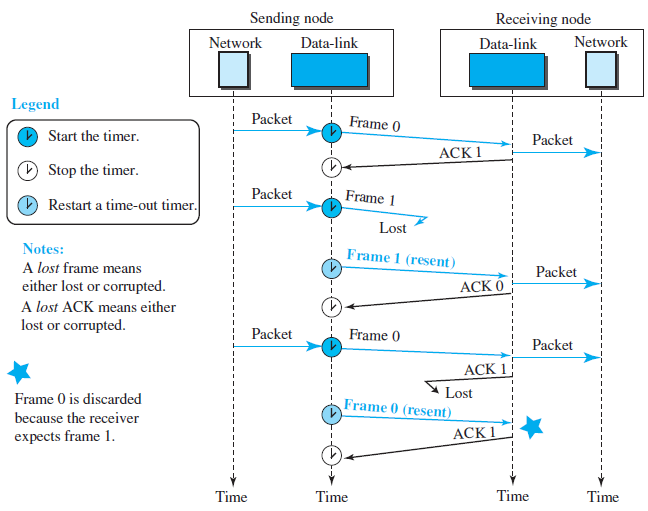 Sending node
Receiving node
Network
Data-link
Data-link
Network
Legend
Start the timer.
Stop the timer.
Restart a time-out timer.
Notes:
A lost frame means
either lost or corrupted.
A lost ACK means either
lost or corrupted.
Frame 0 is discarded
because the receiver
expects frame 1.
Packet
Frame 0
Packet
ACK 1
Packet
Frame 1
Lost
Frame 1 (resent)
Packet
ACK 0
Packet
Frame 0
Packet
ACK 1
Lost
Frame 0 (resent)
ACK 1
Time
Time
Time
Time